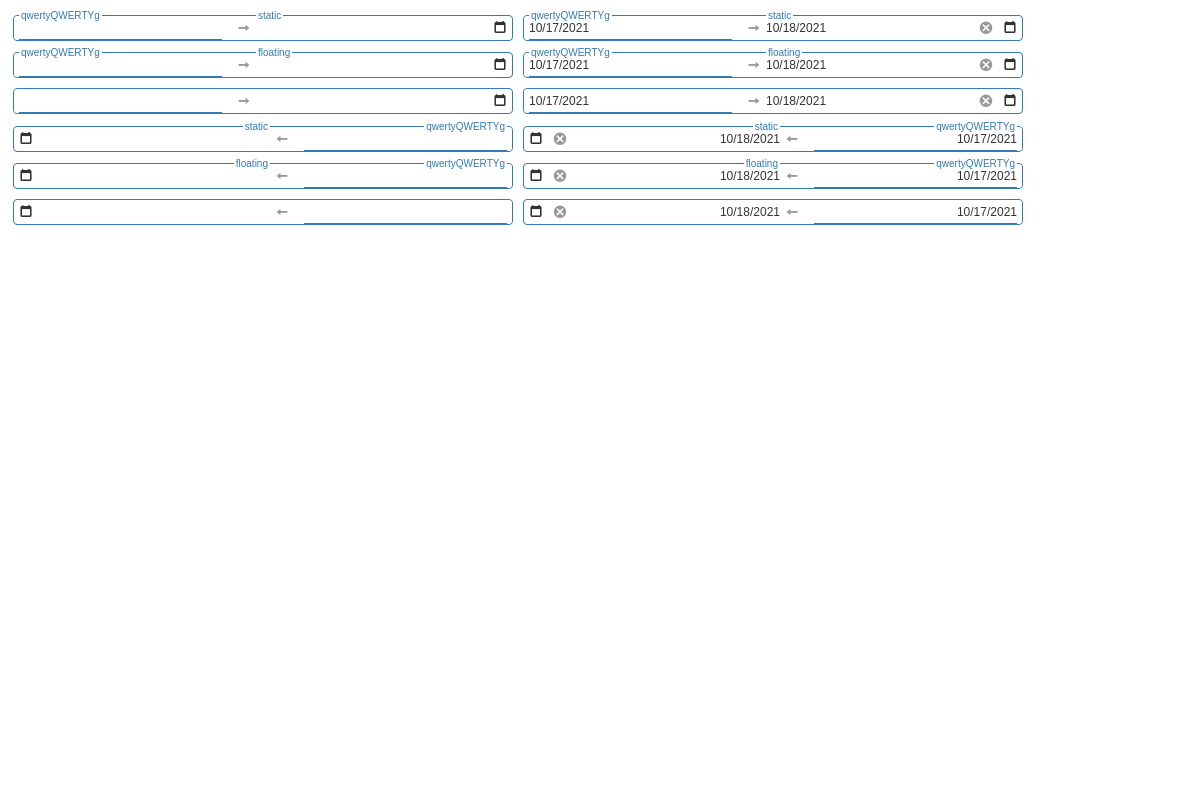 qwertyQWERTYg static qwertyQWERTYg static
10/17/2021 10/18/2021
qwertyQWERTYg floating qwertyQWERTYg floating
10/17/2021 10/18/2021
10/17/2021 10/18/2021
static qwertyQWERTYg static qwertyQWERTYg
10/18/2021 10/17/2021
floating qwertyQWERTYg floating qwertyQWERTYg
10/18/2021 10/17/2021
10/18/2021 10/17/2021